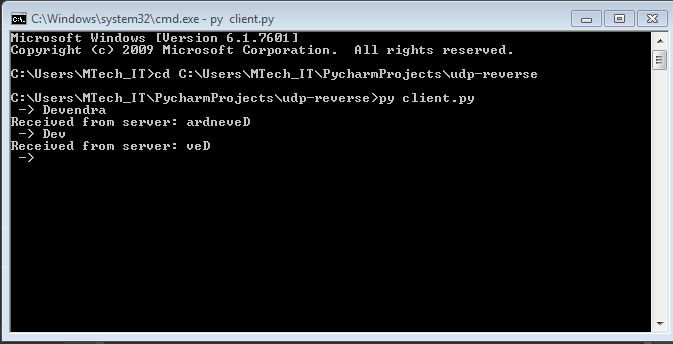 C:\Windows\system32\cmd.exe - py  client.py
Microsoft Windows [Version 6.1.7601]
Copyright (c) 2009 Microsoft Corporation.  All rights reserved.
C:\Users\MTech_IT>cd C:\Users\MTech_IT\PycharmProjects\udp-reverse
C:\Users\MTech_IT\PycharmProjects\udp-reverse>py client.py
 -> Devendra
Received from server: ardneveD
 -> Dev
Received from server: veD
 ->